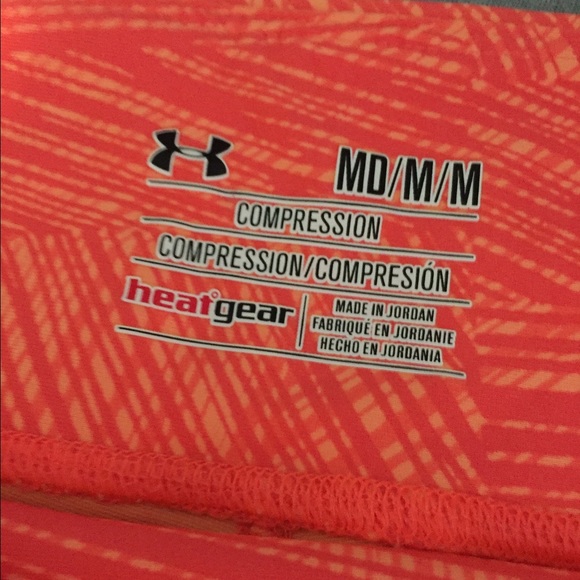 MD/M/M
COMPRESSION
COMPRESSION/COMPRESIÓN
heatgear
MADE IN JORDAN
FABRIQUÉ EN JORDANIE
HECHO EN JORDANIA